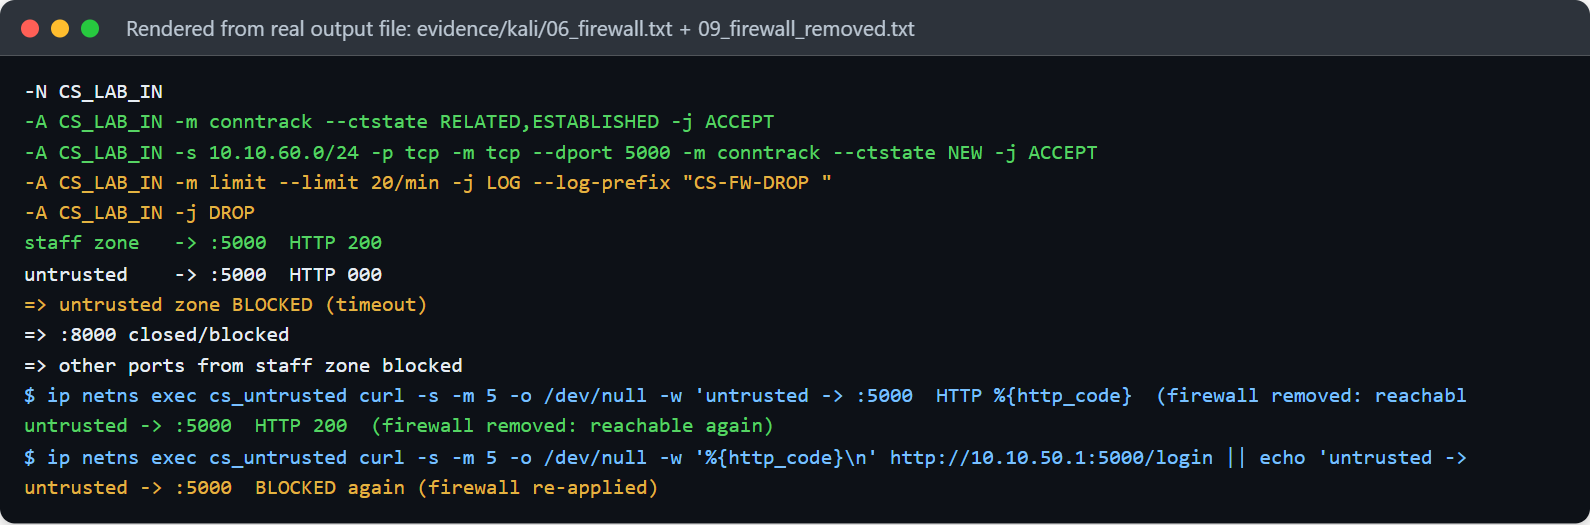 Rendered from real output file: evidence/kali/06_firewall.txt + 09_firewall_removed.txt
-N CS_LAB_IN
-A CS_LAB_IN -m conntrack --ctstate RELATED,ESTABLISHED -j ACCEPT
-A CS_LAB_IN -s 10.10.60.0/24 -p tcp -m tcp --dport 5000 -m conntrack --ctstate NEW -j ACCEPT
-A CS_LAB_IN -m limit --limit 20/min -j LOG --log-prefix "CS-FW-DROP "
-A CS_LAB_IN -j DROP
staff zone   -> :5000  HTTP 200
untrusted    -> :5000  HTTP 000
=> untrusted zone BLOCKED (timeout)
=> :8000 closed/blocked
=> other ports from staff zone blocked
$ ip netns exec cs_untrusted curl -s -m 5 -o /dev/null -w 'untrusted -> :5000  HTTP %{http_code}  (firewall removed: reachabl
untrusted -> :5000  HTTP 200  (firewall removed: reachable again)
$ ip netns exec cs_untrusted curl -s -m 5 -o /dev/null -w '%{http_code}\n' http://10.10.50.1:5000/login || echo 'untrusted ->
untrusted -> :5000  BLOCKED again (firewall re-applied)